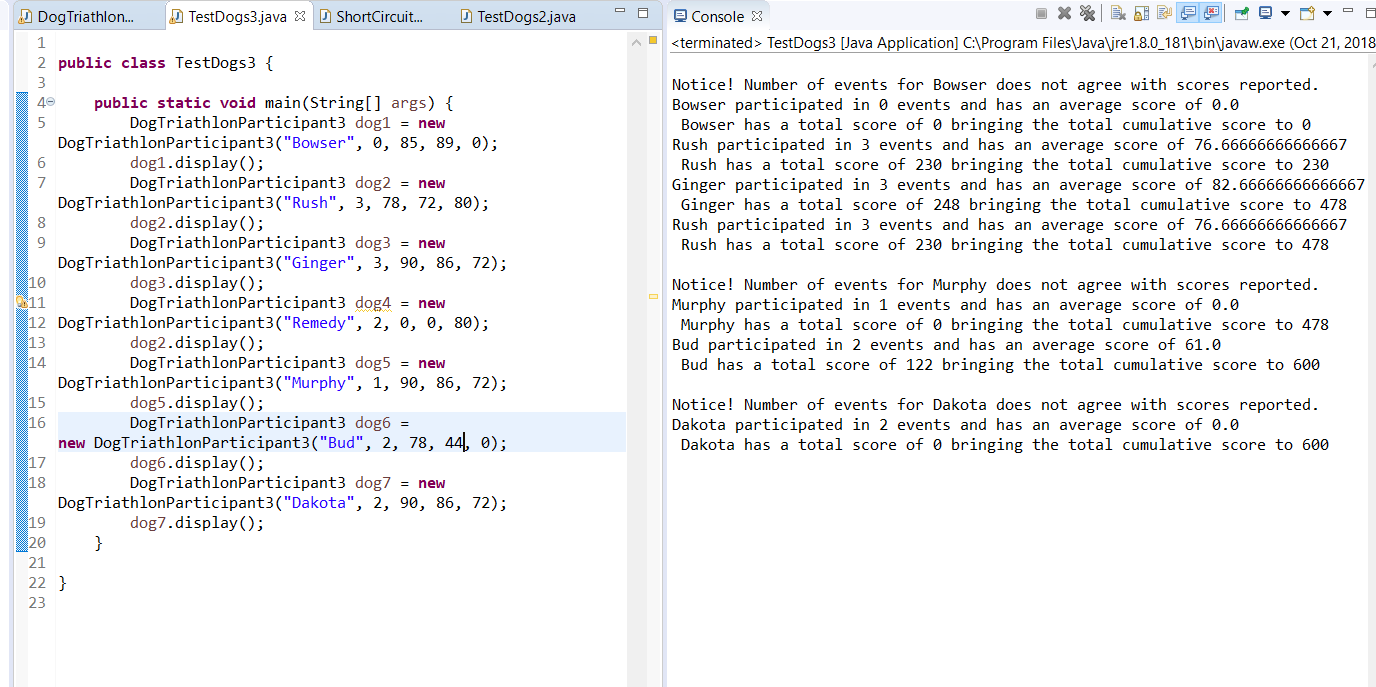 DogTriathlon... TestDogs3.java ShortCircuit... TestDogs2.java
1
2 public class TestDogs3 {
3
4 public static void main(String[] args) {
5 DogTriathlonParticipant3 dog1 = new
DogTriathlonParticipant3("Bowser", 0, 85, 89, 0);
6 dog1.display();
7 DogTriathlonParticipant3 dog2 = new
DogTriathlonParticipant3("Rush", 3, 78, 72, 80);
8 dog2.display();
9 DogTriathlonParticipant3 dog3 = new
DogTriathlonParticipant3("Ginger", 3, 90, 86, 72);
10 dog3.display();
11 DogTriathlonParticipant3 dog4 = new
12 DogTriathlonParticipant3("Remedy", 2, 0, 0, 80);
13 dog2.display();
14 DogTriathlonParticipant3 dog5 = new
DogTriathlonParticipant3("Murphy", 1, 90, 86, 72);
15 dog5.display();
16 DogTriathlonParticipant3 dog6 =
new DogTriathlonParticipant3("Bud", 2, 78, 44, 0);
17 dog6.display();
18 DogTriathlonParticipant3 dog7 = new
DogTriathlonParticipant3("Dakota", 2, 90, 86, 72);
19 dog7.display();
20 }
21
22 }
23
Console
<terminated> TestDogs3 [Java Application] C:\Program Files\Java\jre1.8.0_181\bin\javaw.exe (Oct 21, 2018
Notice! Number of events for Bowser does not agree with scores reported.
Bowser participated in 0 events and has an average score of 0.0
Bowser has a total score of 0 bringing the total cumulative score to 0
Rush participated in 3 events and has an average score of 76.66666666666667
Rush has a total score of 230 bringing the total cumulative score to 230
Ginger participated in 3 events and has an average score of 82.66666666666667
Ginger has a total score of 248 bringing the total cumulative score to 478
Rush participated in 3 events and has an average score of 76.66666666666667
Rush has a total score of 230 bringing the total cumulative score to 478
Notice! Number of events for Murphy does not agree with scores reported.
Murphy participated in 1 events and has an average score of 0.0
Murphy has a total score of 0 bringing the total cumulative score to 478
Bud participated in 2 events and has an average score of 61.0
Bud has a total score of 122 bringing the total cumulative score to 600
Notice! Number of events for Dakota does not agree with scores reported.
Dakota participated in 2 events and has an average score of 0.0
Dakota has a total score of 0 bringing the total cumulative score to 600